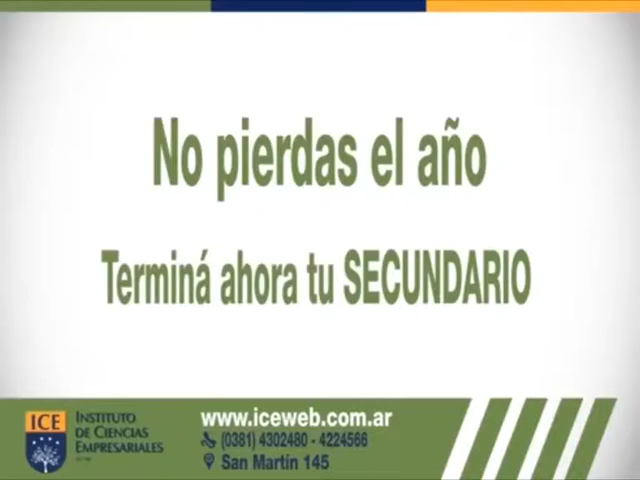 No pierdas el año
Terminá ahora tu SECUNDARIO
ICE
INSTITUTO
DE CIENCIAS
EMPRESARIALES
www.iceweb.com.ar
(0381) 4302480 - 4224566
San Martín 145